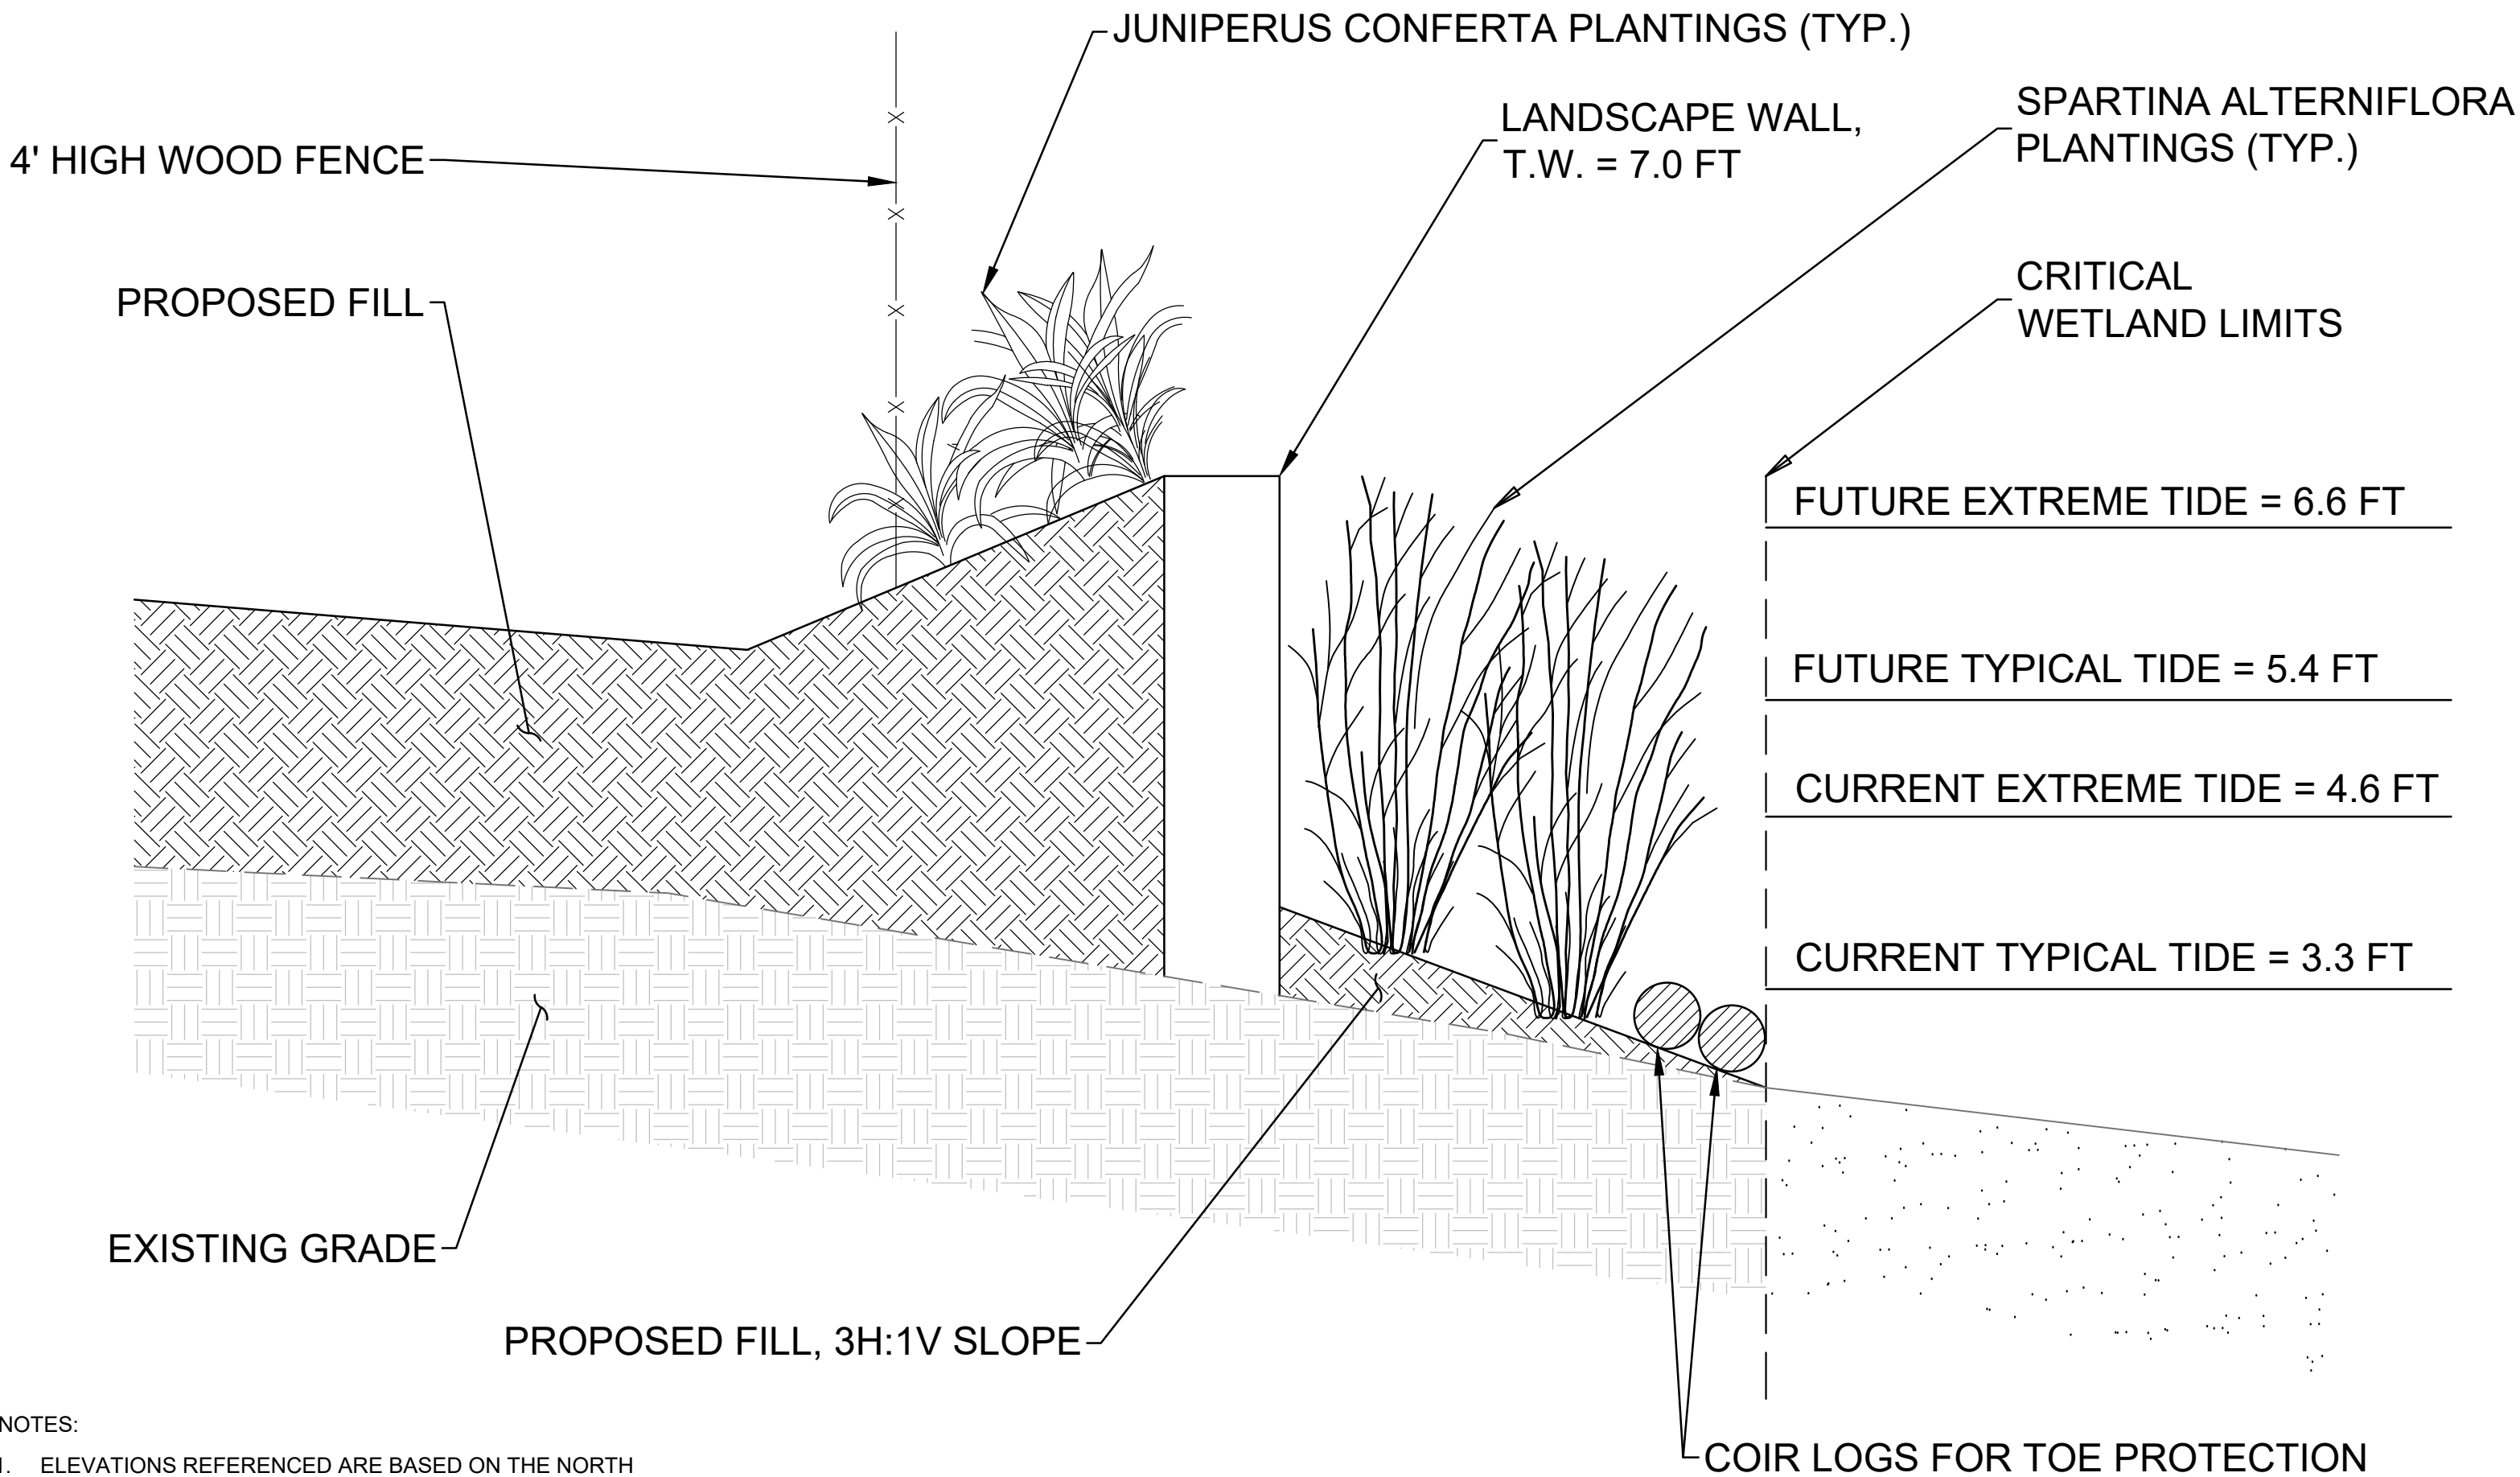 JUNIPERUS CONFERTA PLANTINGS (TYP.)
4' HIGH WOOD FENCE
LANDSCAPE WALL,
T.W. = 7.0 FT
SPARTINA ALTERNIFLORA
PLANTINGS (TYP.)
PROPOSED FILL
CRITICAL
WETLAND LIMITS
FUTURE EXTREME TIDE = 6.6 FT
FUTURE TYPICAL TIDE = 5.4 FT
CURRENT EXTREME TIDE = 4.6 FT
CURRENT TYPICAL TIDE = 3.3 FT
EXISTING GRADE
PROPOSED FILL, 3H:1V SLOPE
COIR LOGS FOR TOE PROTECTION
NOTES:
1. ELEVATIONS REFERENCED ARE BASED ON THE NORTH